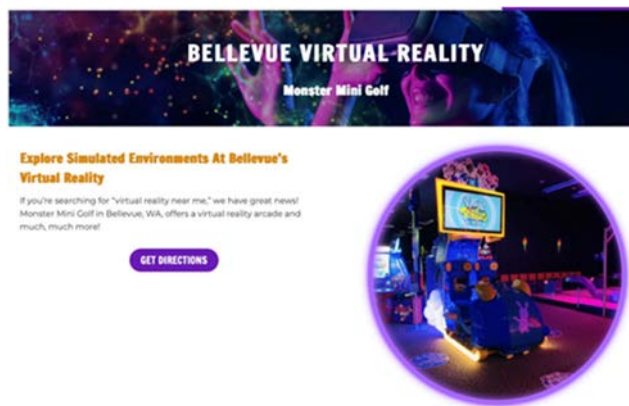 BELLEVUE VIRTUAL REALITY
Monster Mini Golf
Explore Simulated Environments At Bellevue's
Virtual Reality
If you're searching for "virtual reality near me," we have great news!
Monster Mini Golf in Bellevue, WA, offers a virtual reality arcade and
much, much more!
GET DIRECTIONS